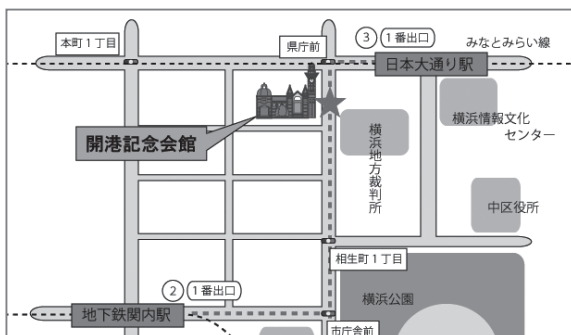 ③ 1番出口
みなとみらい線
本町1丁目
県庁前
日本大通り駅
開港記念会館
横浜地方裁判所
横浜情報文化
センター
中区役所
相生町1丁目
② 1番出口
地下鉄関内駅
横浜公園
市庁舎前